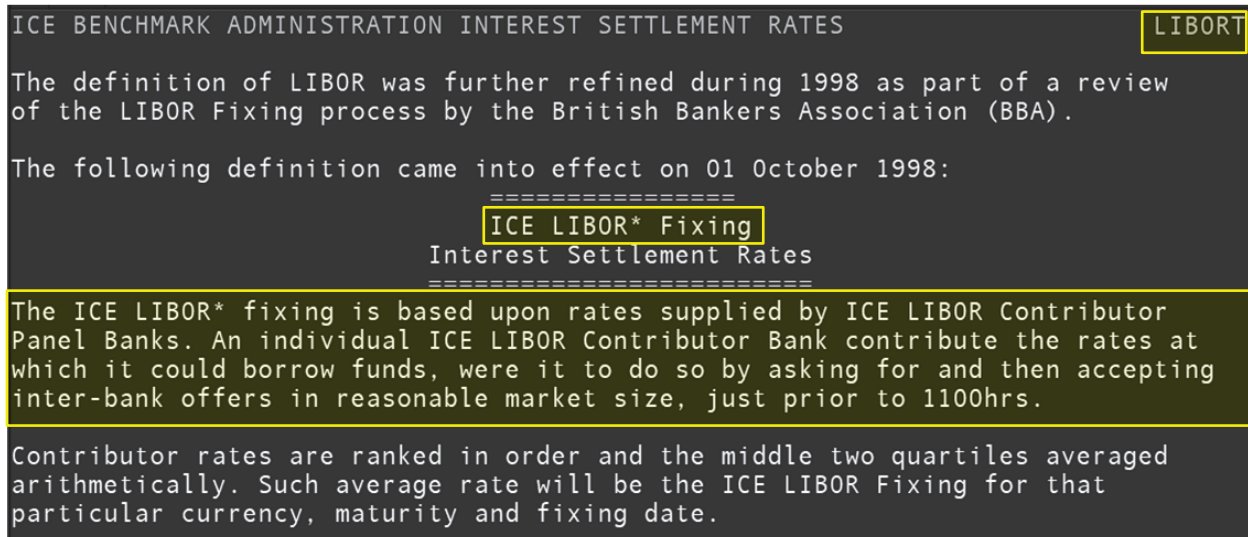 ICE BENCHMARK ADMINISTRATION INTEREST SETTLEMENT RATES LIBORT
The definition of LIBOR was further refined during 1998 as part of a review
of the LIBOR Fixing process by the British Bankers Association (BBA).
The following definition came into effect on 01 October 1998:
================
ICE LIBOR* Fixing
Interest Settlement Rates
=========================
The ICE LIBOR* fixing is based upon rates supplied by ICE LIBOR Contributor
Panel Banks. An individual ICE LIBOR Contributor Bank contribute the rates at
which it could borrow funds, were it to do so by asking for and then accepting
inter-bank offers in reasonable market size, just prior to 1100hrs.
Contributor rates are ranked in order and the middle two quartiles averaged
arithmetically. Such average rate will be the ICE LIBOR Fixing for that
particular currency, maturity and fixing date.